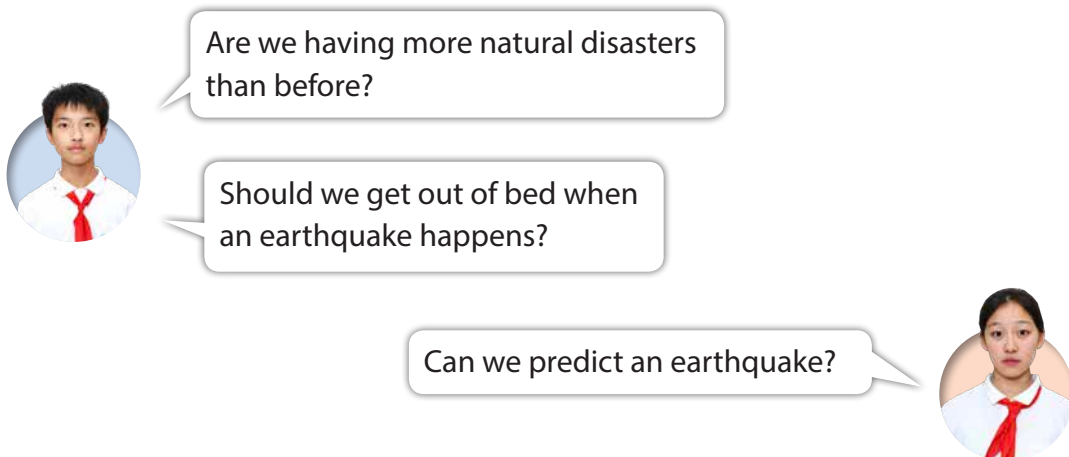 Are we having more natural disasters
than before?
Should we get out of bed when
an earthquake happens?
Can we predict an earthquake?